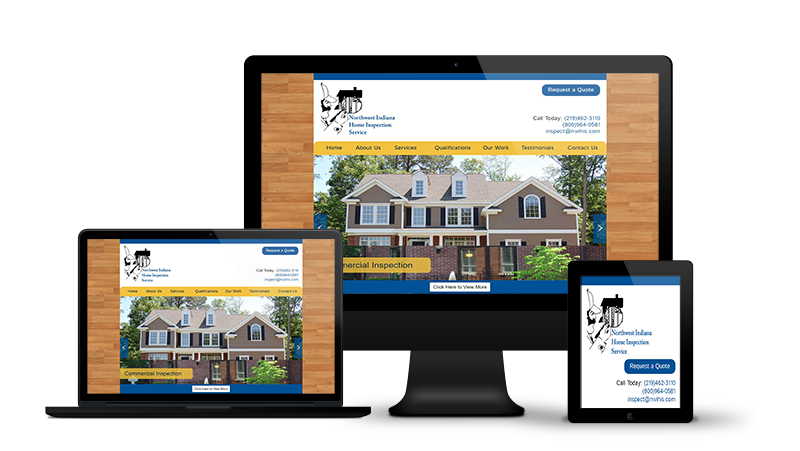 Request a Quote
Northwest Indiana
Home Inspection
Service
Call Today: (219)462-3110
(800)964-0581
inspect@nwihis.com
Home About Us Services Qualifications Our Work Testimonials Contact Us
mercial Inspection
Click Here to View More
Request a Quote
Northwest Indiana
Home Inspection
Service
Call Today: (219)462-3110
(800)964-0581
inspect@nwihis.com
Home About Us Services Qualifications Our Work Testimonials Contact Us
Commercial Inspection
Click Here to View More
Northwest Indiana
Home Inspection
Service
Request a Quote
Call Today: (219)462-3110
(800)964-0581
inspect@nwihis.com